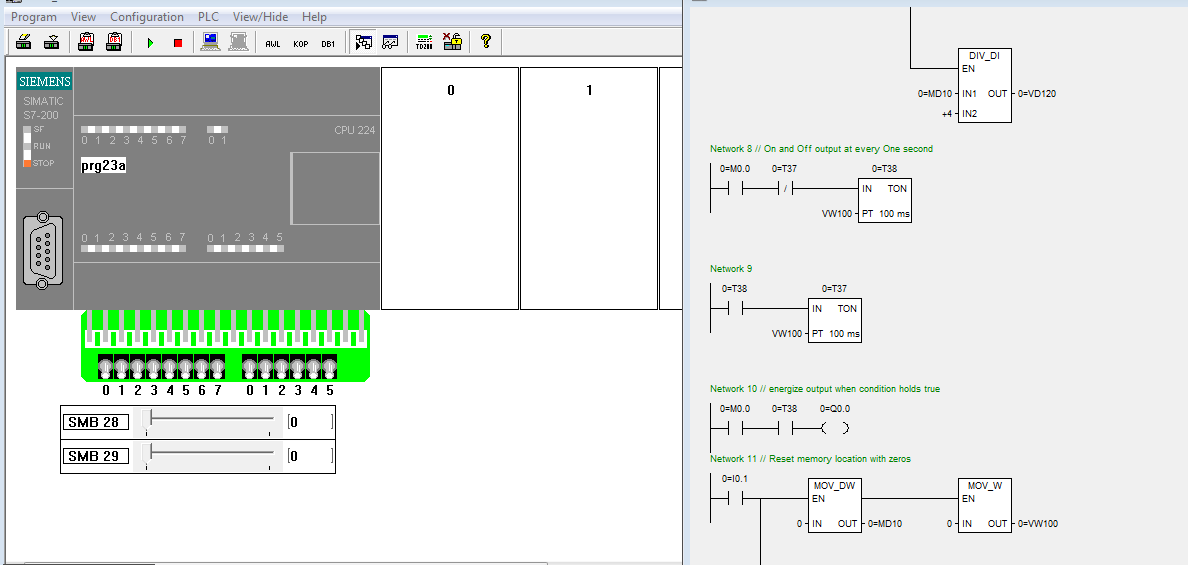 Program View Configuration PLC View/Hide Help
AWL KOP DB1 TD200
SIEMENS
SIMATIC
S7-200
SF
RUN
STOP
0 1 2 3 4 5 6 7 0 1
CPU 224
prg23a
0 1 2 3 4 5 6 7 0 1 2 3 4 5
0 1 2 3 4 5 6 7 0 1 2 3 4 5
SMB 28 [0 ]
SMB 29 [0 ]
0 1
DIV_DI
EN
0=MD10 IN1 OUT 0=VD120
+4 IN2
Network 8 // On and Off output at every One second
0=M0.0 0=T37 0=T38
/ IN TON
VW100 PT 100 ms
Network 9
0=T38 0=T37
IN TON
VW100 PT 100 ms
Network 10 // energize output when condition holds true
0=M0.0 0=T38 0=Q0.0
Network 11 // Reset memory location with zeros
0=I0.1
MOV_DW MOV_W
EN EN
0 IN OUT 0=MD10 0 IN OUT 0=VW100